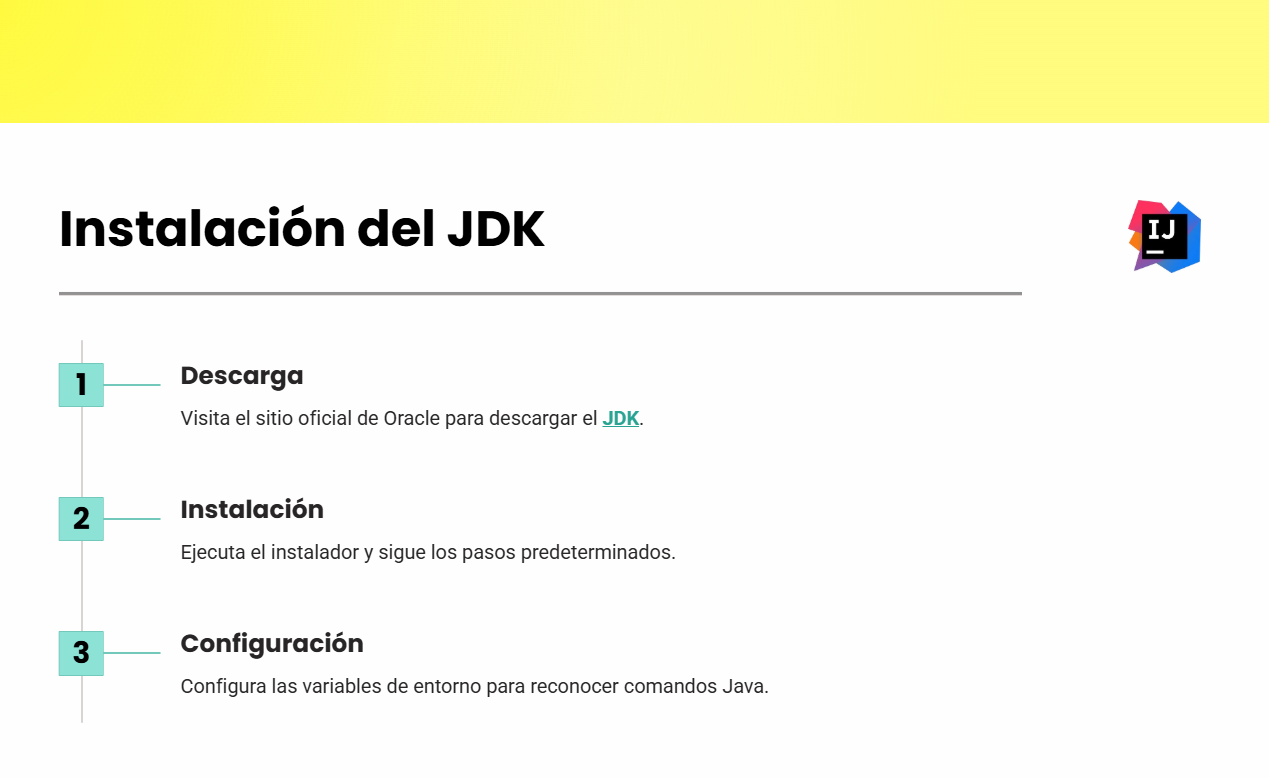 Instalación del JDK
IJ
1
Descarga
Visita el sitio oficial de Oracle para descargar el JDK.
2
Instalación
Ejecuta el instalador y sigue los pasos predeterminados.
3
Configuración
Configura las variables de entorno para reconocer comandos Java.